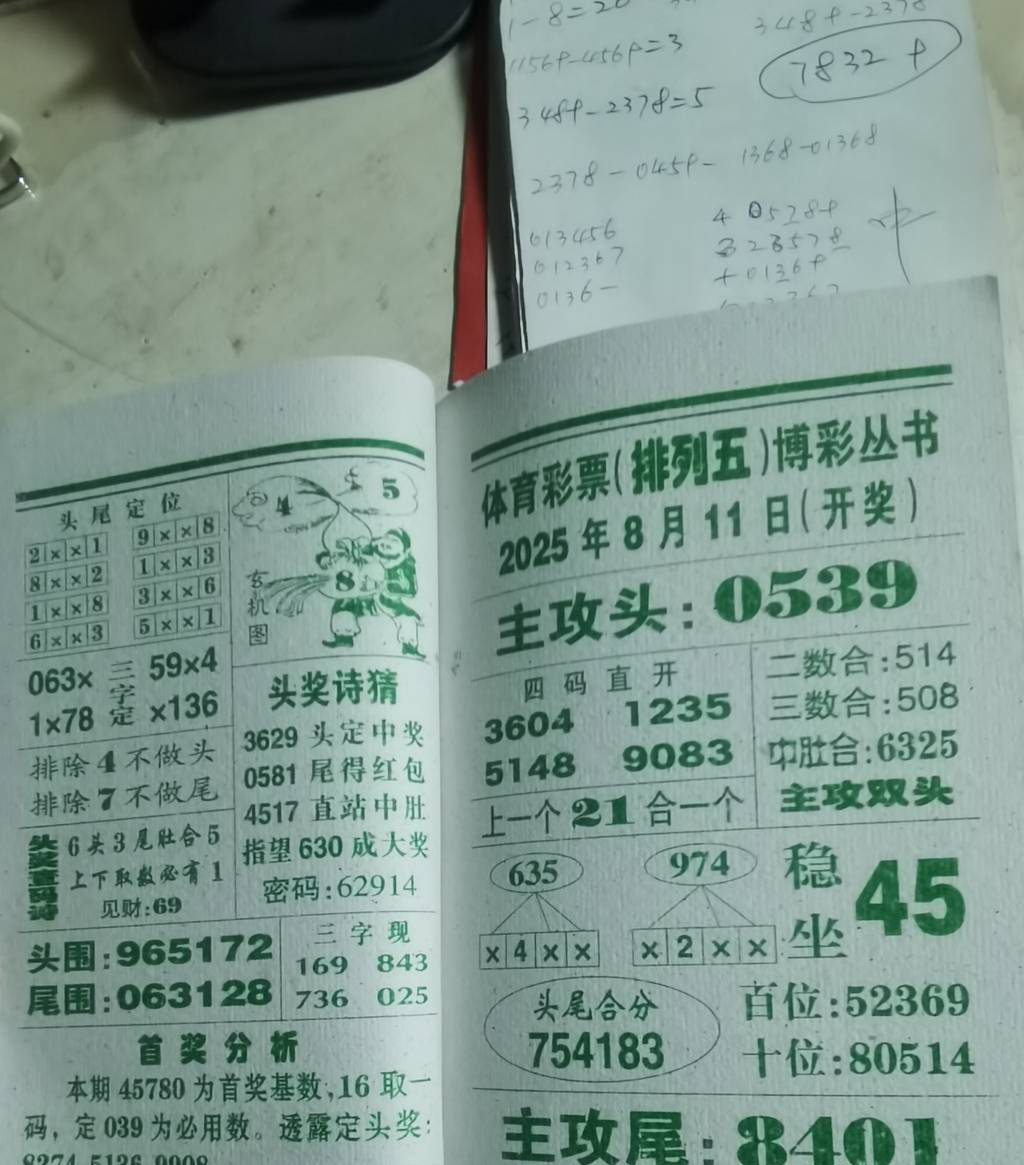 1-8=20
1156P-456P=3
348P-2378
7832 P
348P-2378=5
2378-045P-
1368-01368
013456
012367
0136-
323578
中
头尾定位
2××1 9××8
8××2 1××3
1××8 3××6
6××3 5××1
4 5
8
玄机图
063× 三字定 59×4
1×78 ×136
排除4不做头
排除7不做尾
6头3尾肚合5
上下取数必有1
见财:69
头奖诗猜
3629 头定中奖
0581 尾得红包
4517 直站中肚
指望630成大奖
密码:62914
头围:965172
尾围:063128
三字现
169 843
736 025
首奖分析
本期45780为首奖基数,16取一
码，定039为必用数。透露定头奖:
体育彩票(排列五)博彩丛书
2025年8月11日(开奖)
主攻头:0539
四码直开
3604 1235
5148 9083
上一个21合一个
二数合:514
三数合:508
中肚合:6325
主攻双头
635 974
×4×× ×2××
稳坐 45
头尾合分
754183
百位:52369
十位:80514
主攻尾:8401